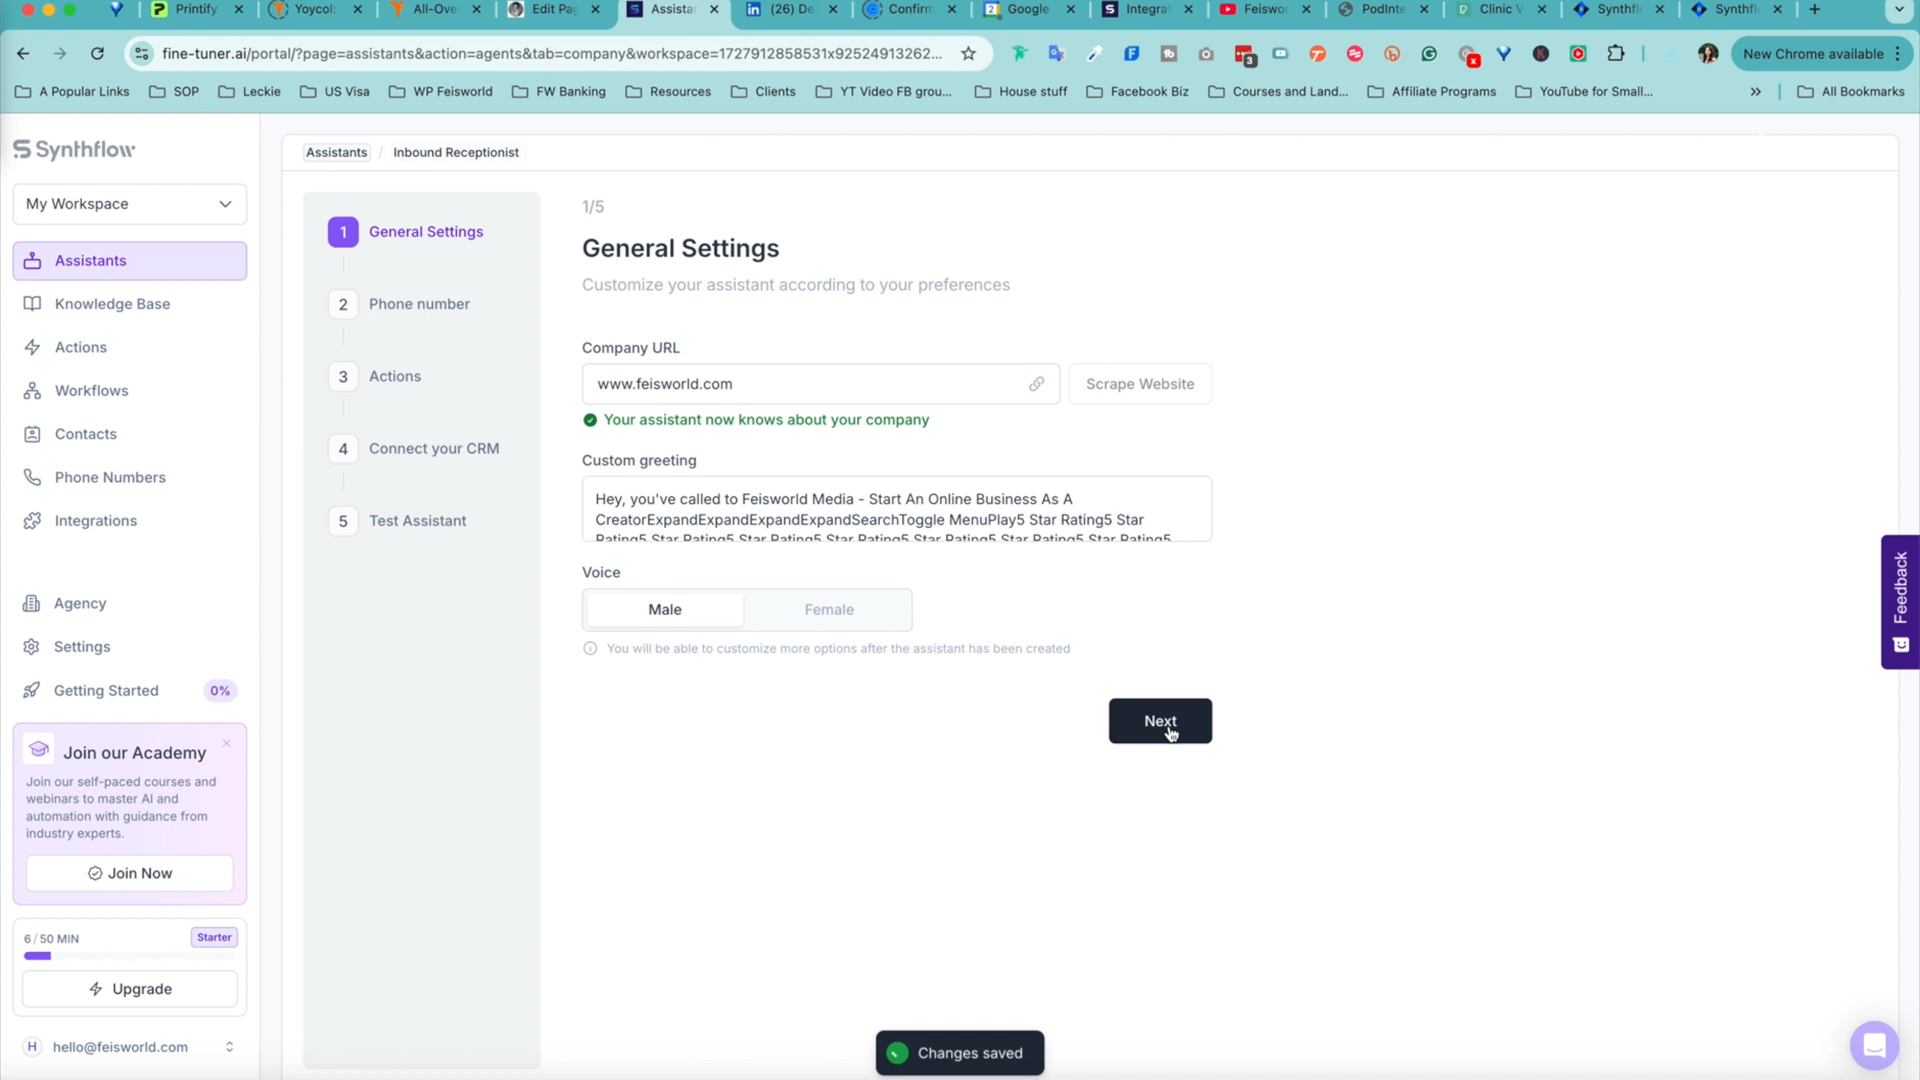 Printify
Yoycol
All-Ove
Edit Pag
Assistan
(26) De
Confirm
Google
Integrat
Feiswor
PodInte
Clinic V
Synthfl
Synthfl
fine-tuner.ai/portal/?page=assistants&action=agents&tab=company&workspace=1727912858531x92524913262...
New Chrome available
A Popular Links
SOP
Leckie
US Visa
WP Feisworld
FW Banking
Resources
Clients
YT Video FB grou...
House stuff
Facebook Biz
Courses and Land...
Affiliate Programs
YouTube for Small...
All Bookmarks
Synthflow
Assistants / Inbound Receptionist
My Workspace
Assistants
Knowledge Base
Actions
Workflows
Contacts
Phone Numbers
Integrations
Agency
Settings
Getting Started 0%
Join our Academy
Join our self-paced courses and
webinars to master AI and
automation with guidance from
industry experts.
Join Now
6 / 50 MIN Starter
Upgrade
H hello@feisworld.com
1 General Settings
2 Phone number
3 Actions
4 Connect your CRM
5 Test Assistant
1/5
General Settings
Customize your assistant according to your preferences
Company URL
www.feisworld.com
Scrape Website
Your assistant now knows about your company
Custom greeting
Hey, you've called to Feisworld Media - Start An Online Business As A
CreatorExpandExpandExpandExpandSearchToggle MenuPlay5 Star Rating5 Star
Rating5 Star Rating5 Star Rating5 Star Rating5 Star Rating5 Star Rating5 Star Rating5
Voice
Male
Female
You will be able to customize more options after the assistant has been created
Next
Feedback
Changes saved